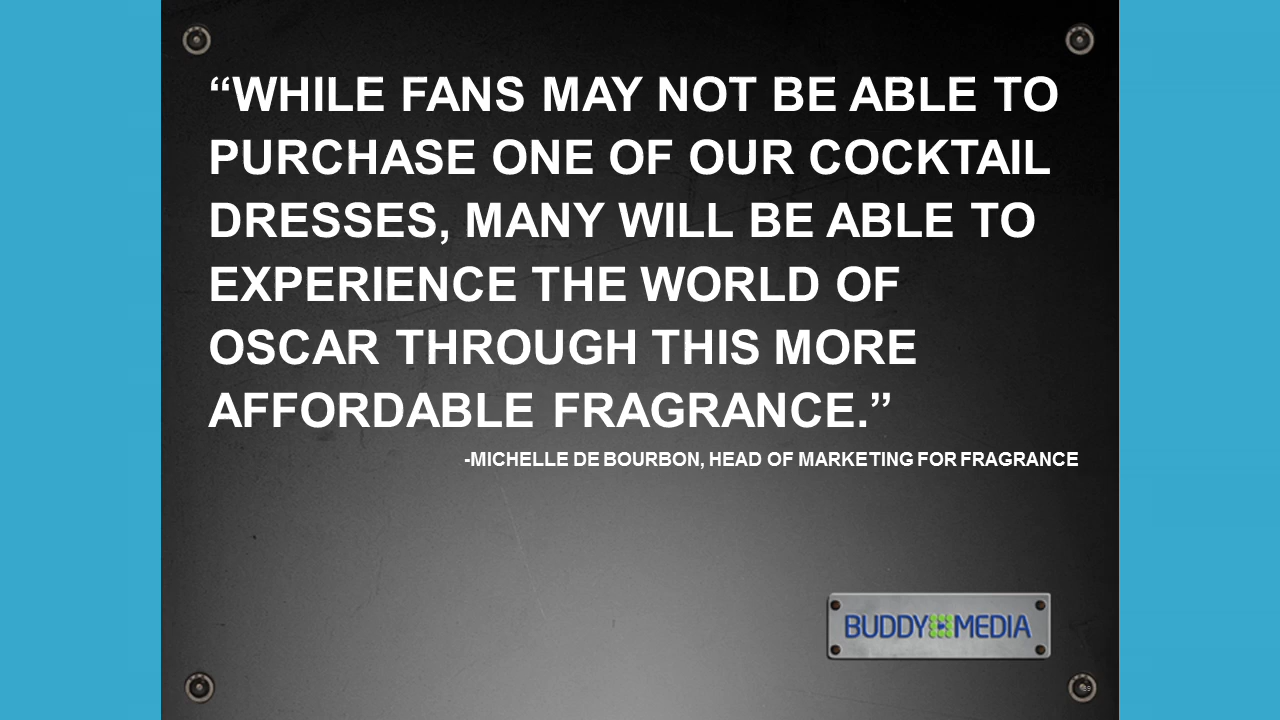 “WHILE FANS MAY NOT BE ABLE TO
PURCHASE ONE OF OUR COCKTAIL
DRESSES, MANY WILL BE ABLE TO
EXPERIENCE THE WORLD OF
OSCAR THROUGH THIS MORE
AFFORDABLE FRAGRANCE.”
-MICHELLE DE BOURBON, HEAD OF MARKETING FOR FRAGRANCE
BUDDY MEDIA